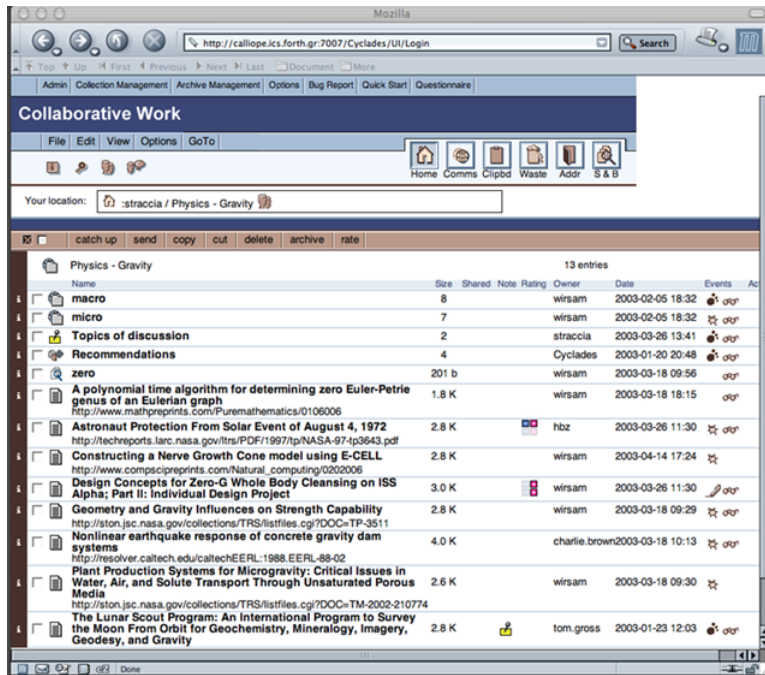 Mozilla
http://calliope.ics.forth.gr:7007/Cyclades/UI/Login
Search
Top Up First Previous Next Last Document More
Admin Collection Management Archive Management Options Bug Report Quick Start Questionnaire
Collaborative Work
File Edit View Options GoTo
Home Comms Clipbd Waste Addr S & B
Your location: :straccia / Physics - Gravity
catch up send copy cut delete archive rate
Physics - Gravity 13 entries
Name Size Shared Note Rating Owner Date Events Ac
macro 8 wirsam 2003-02-05 18:32
micro 7 wirsam 2003-02-05 18:32
Topics of discussion 2 straccia 2003-03-26 13:41
Recommendations 4 Cyclades 2003-01-20 20:48
zero 201 b wirsam 2003-03-18 09:56
A polynomial time algorithm for determining zero Euler-Petrie 1.8 K wirsam 2003-03-18 18:15
genus of an Eulerian graph
http://www.mathpreprints.com/Puremathematics/0106006
Astronaut Protection From Solar Event of August 4, 1972 2.8 K hbz 2003-03-26 11:30
http://techreports.larc.nasa.gov/ltrs/PDF/1997/tp/NASA-97-tp3643.pdf
Constructing a Nerve Growth Cone model using E-CELL 2.8 K wirsam 2003-04-14 17:24
http://www.compscipreprints.com/Natural_computing/0202006
Design Concepts for Zero-G Whole Body Cleansing on ISS 3.0 K wirsam 2003-03-26 11:30
Alpha; Part II: Individual Design Project
Geometry and Gravity Influences on Strength Capability 2.8 K wirsam 2003-03-18 09:29
http://ston.jsc.nasa.gov/collections/TRS/listfiles.cgi?DOC=TP-3511
Nonlinear earthquake response of concrete gravity dam 4.0 K charlie.brown 2003-03-18 10:13
systems
http://resolver.caltech.edu/caltechEERL:1988.EERL-88-02
Plant Production Systems for Microgravity: Critical Issues in
Water, Air, and Solute Transport Through Unsaturated Porous 2.6 K wirsam 2003-03-18 09:30
Media
http://ston.jsc.nasa.gov/collections/TRS/listfiles.cgi?DOC=TM-2002-210774
The Lunar Scout Program: An International Program to Survey
the Moon From Orbit for Geochemistry, Mineralogy, Imagery, 2.8 K tom.gross 2003-01-23 12:03
Geodesy, and Gravity
Done